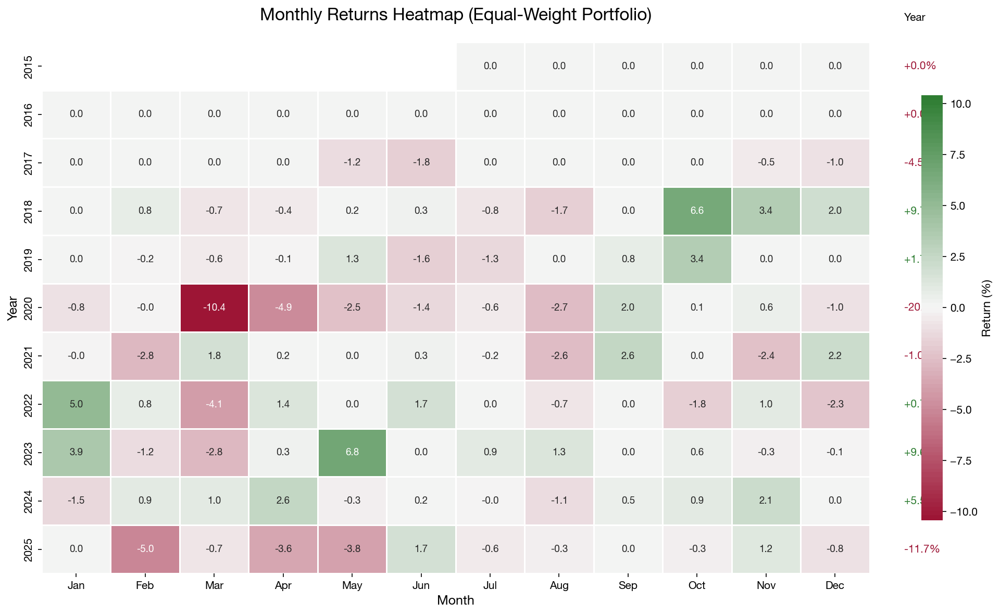 Monthly Returns Heatmap (Equal-Weight Portfolio)
Year
2015 0.0 0.0 0.0 0.0 0.0 0.0 +0.0%
2016 0.0 0.0 0.0 0.0 0.0 0.0 0.0 0.0 0.0 0.0 0.0 0.0 +0.0
2017 0.0 0.0 0.0 0.0 -1.2 -1.8 0.0 0.0 0.0 0.0 -0.5 -1.0 -4.5
2018 0.0 0.8 -0.7 -0.4 0.2 0.3 -0.8 -1.7 0.0 6.6 3.4 2.0 +9.
2019 0.0 -0.2 -0.6 -0.1 1.3 -1.6 -1.3 0.0 0.8 3.4 0.0 0.0 +1.
2020 -0.8 -0.0 -10.4 -4.9 -2.5 -1.4 -0.6 -2.7 2.0 0.1 0.6 -1.0 -20.
2021 -0.0 -2.8 1.8 0.2 0.0 0.3 -0.2 -2.6 2.6 0.0 -2.4 2.2 -1.0
2022 5.0 0.8 -4.1 1.4 0.0 1.7 0.0 -0.7 0.0 -1.8 1.0 -2.3 +0.
2023 3.9 -1.2 -2.8 0.3 6.8 0.0 0.9 1.3 0.0 0.6 -0.3 -0.1 +9.6
2024 -1.5 0.9 1.0 2.6 -0.3 0.2 -0.0 -1.1 0.5 0.9 2.1 0.0 +5.5
2025 0.0 -5.0 -0.7 -3.6 -3.8 1.7 -0.6 -0.3 0.0 -0.3 1.2 -0.8 -11.7%
Jan Feb Mar Apr May Jun Jul Aug Sep Oct Nov Dec
Month
Year
10.0
7.5
5.0
2.5
0.0
−2.5
−5.0
−7.5
−10.0
Return (%)